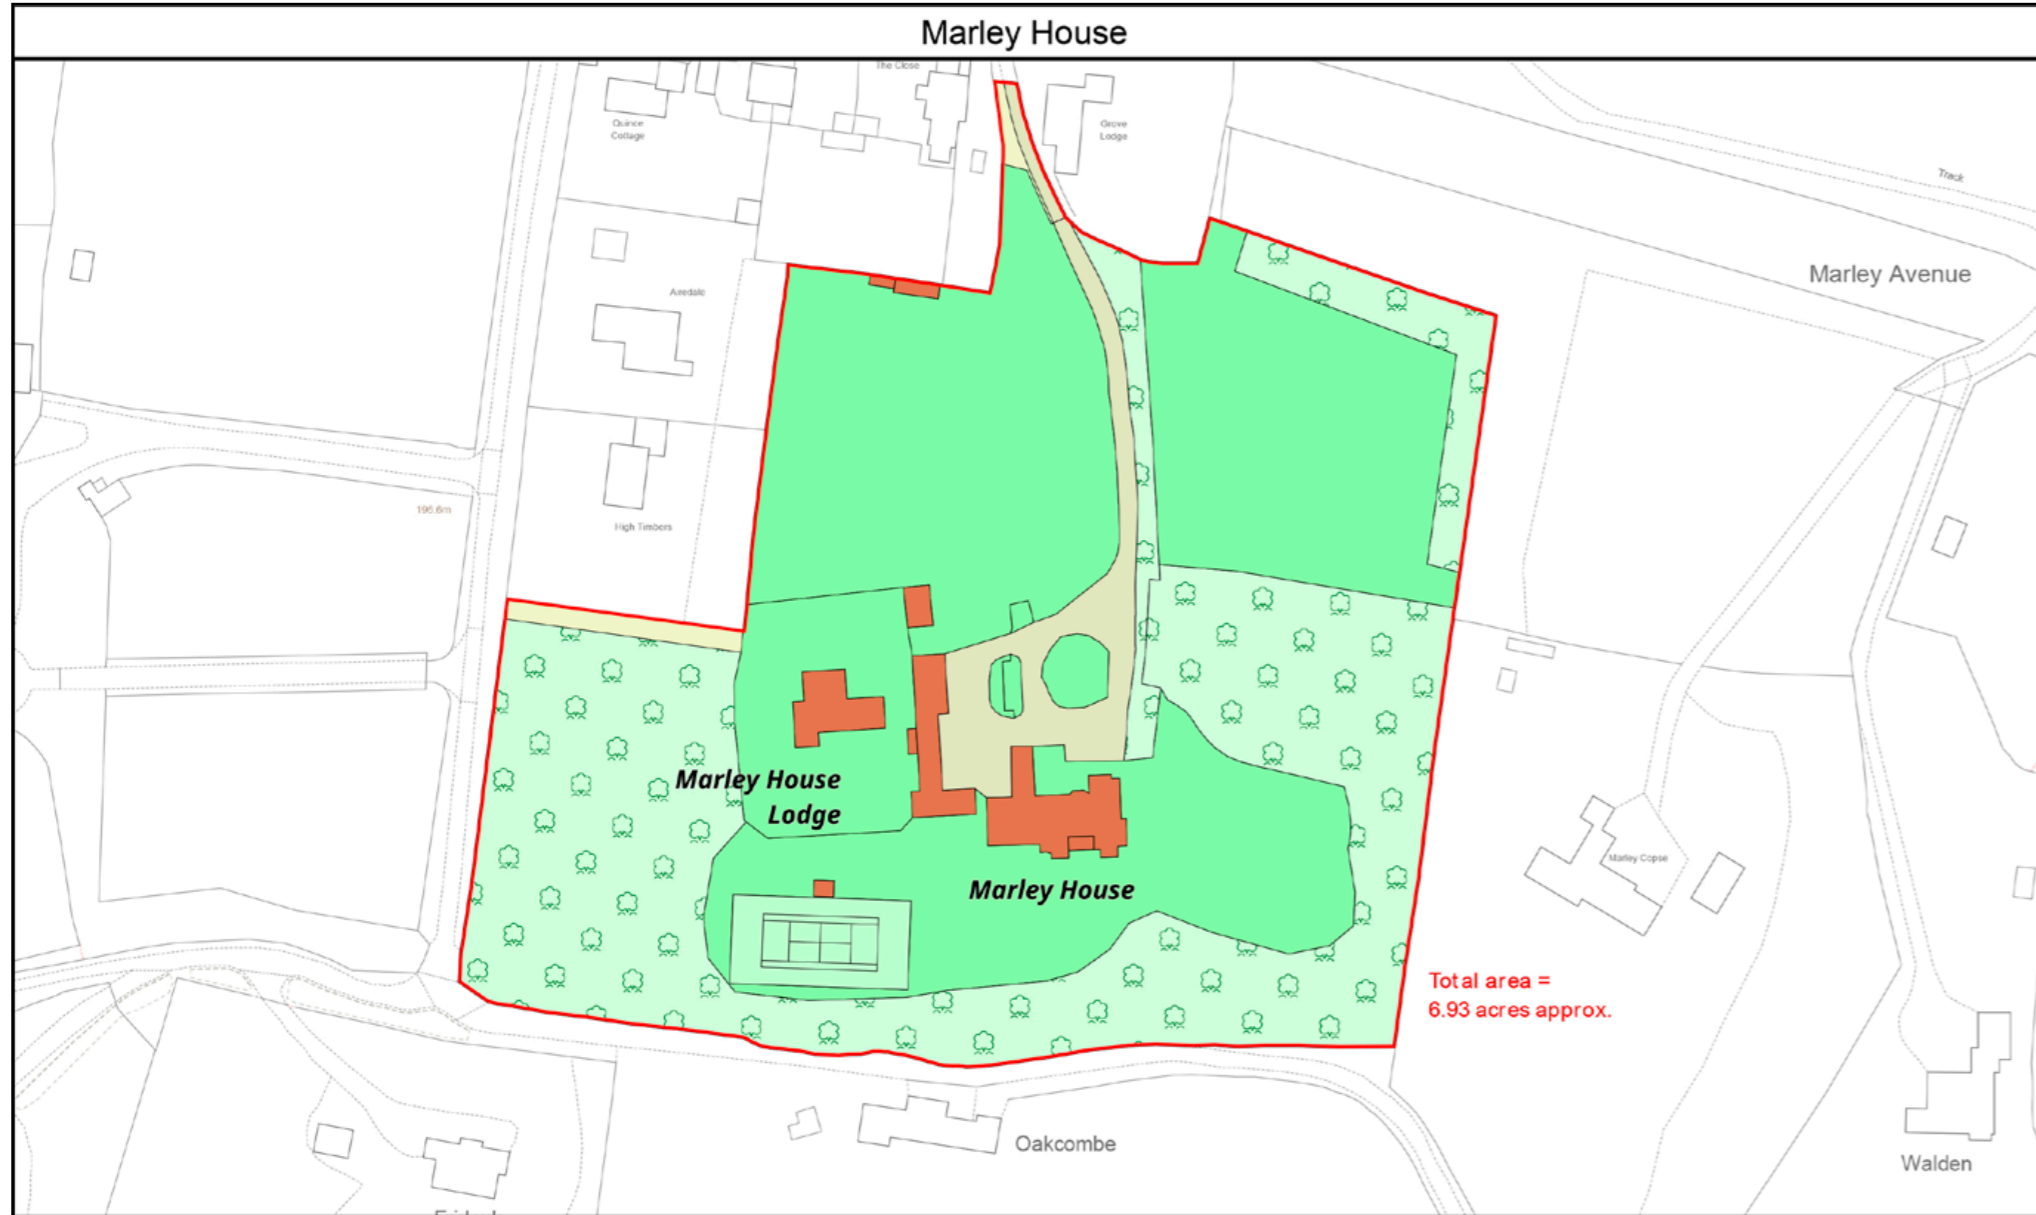 Marley House
The Close
Quince
Cottage
Grove
Lodge
Track
Marley Avenue
Airedale
196.6m
High Timbers
Marley House
Lodge
Marley House
Marley Copse
Total area =
6.93 acres approx.
Oakcombe
Walden